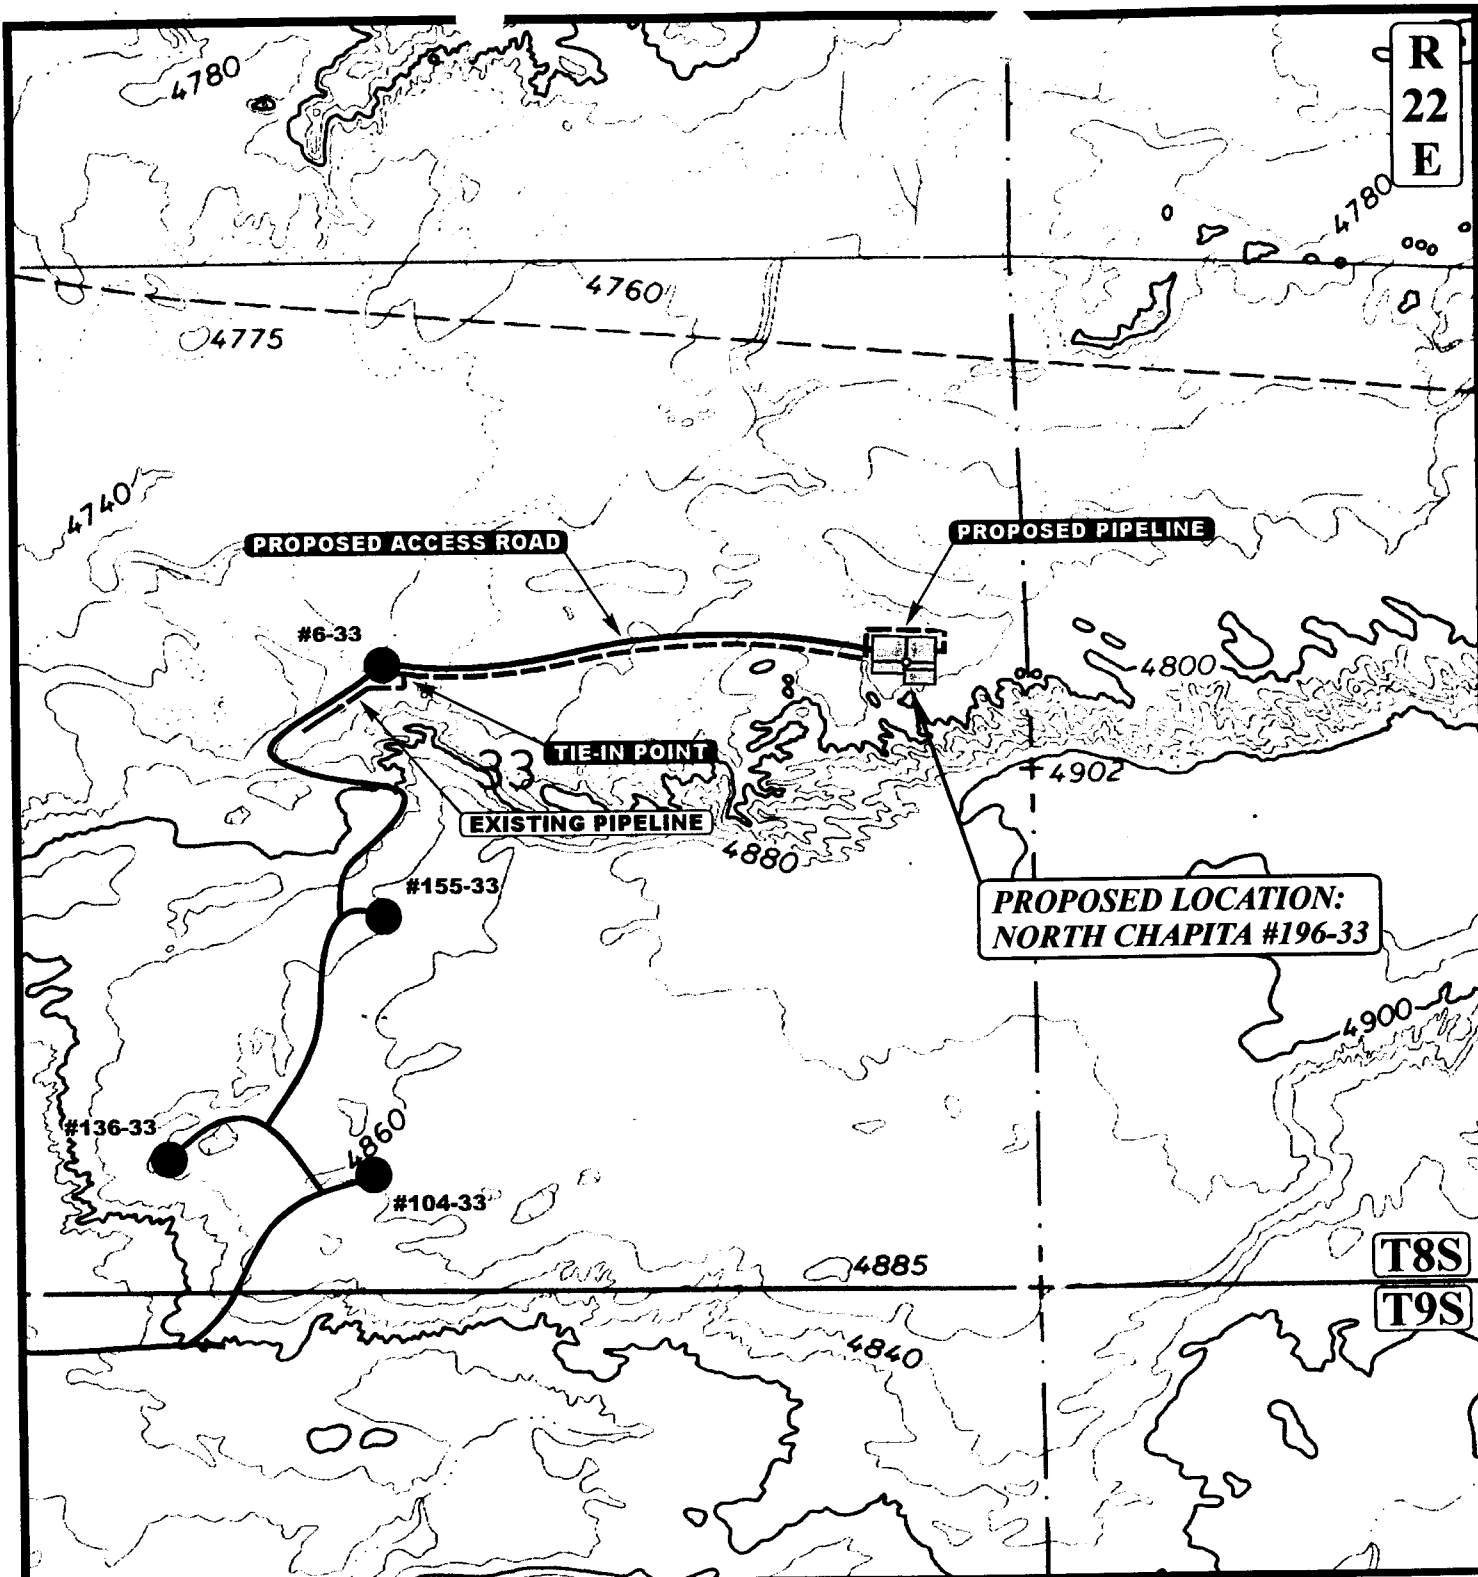 R
22
E
4780
4780
4760
4775
4740
PROPOSED ACCESS ROAD
PROPOSED PIPELINE
#6-33
4800
TIE-IN POINT
33
4902
EXISTING PIPELINE
4880
#155-33
PROPOSED LOCATION:
NORTH CHAPITA #196-33
4900
#136-33
4860
#104-33
T8S
4885
T9S
4840